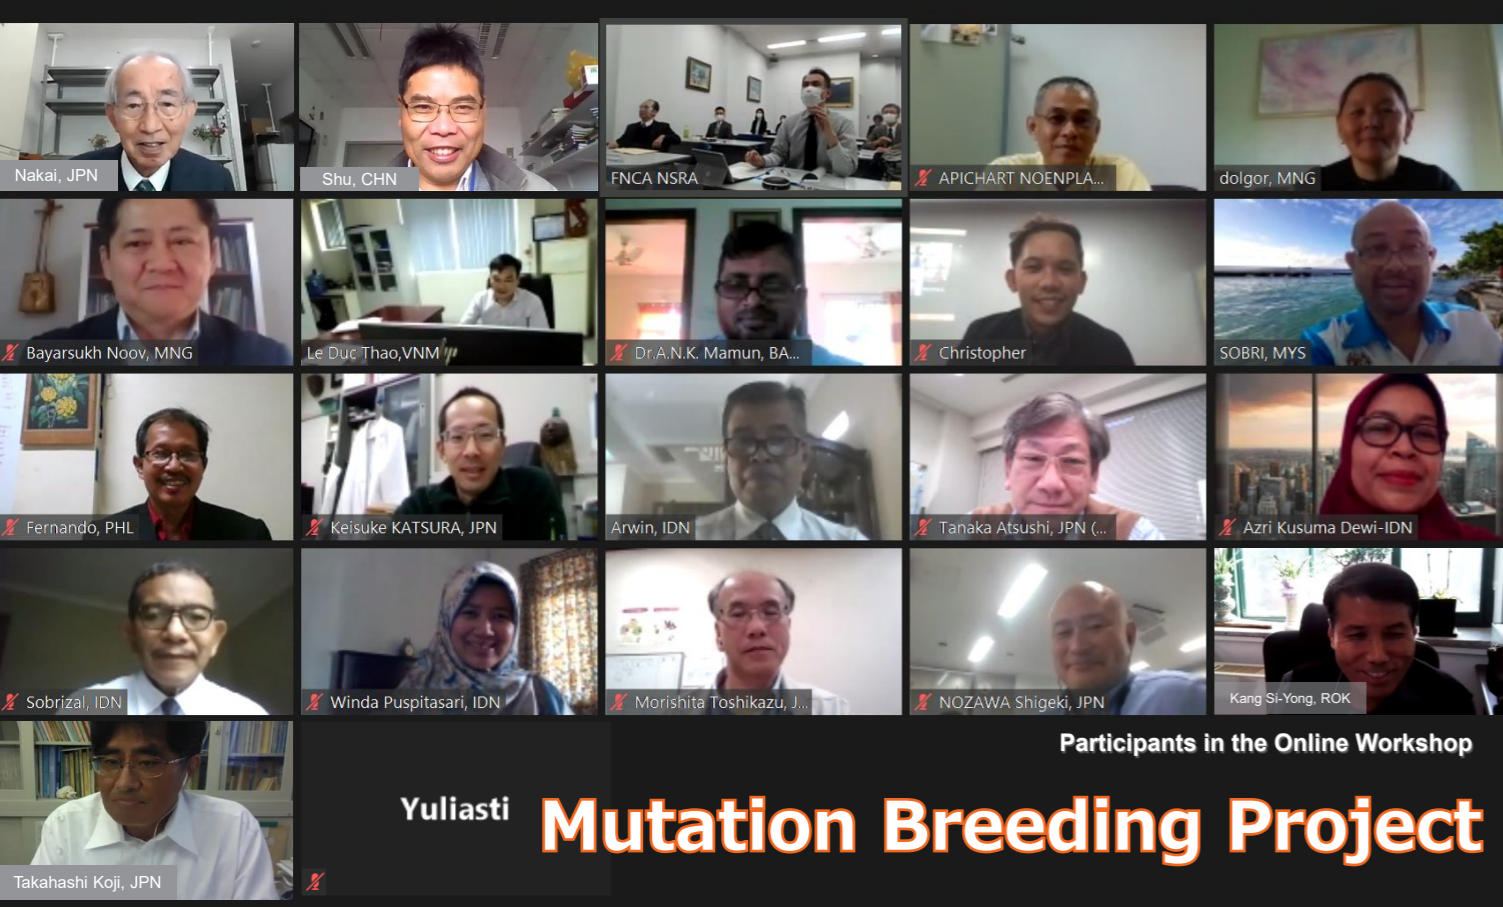 Nakai, JPN
Shu, CHN
FNCA NSRA
APICHART NOENPLA...
dolgor, MNG
Bayarsukh Noov, MNG
Le Duc Thao,VNM
Dr.A.N.K. Mamun, BA...
Christopher
SOBRI, MYS
Fernando, PHL
Keisuke KATSURA, JPN
Arwin, IDN
Tanaka Atsushi, JPN (...
Azri Kusuma Dewi-IDN
Sobrizal, IDN
Winda Puspitasari, IDN
Morishita Toshikazu, J...
NOZAWA Shigeki, JPN
Kang Si-Yong, ROK
Takahashi Koji, JPN
Yuliasti
Participants in the Online Workshop
Mutation Breeding Project